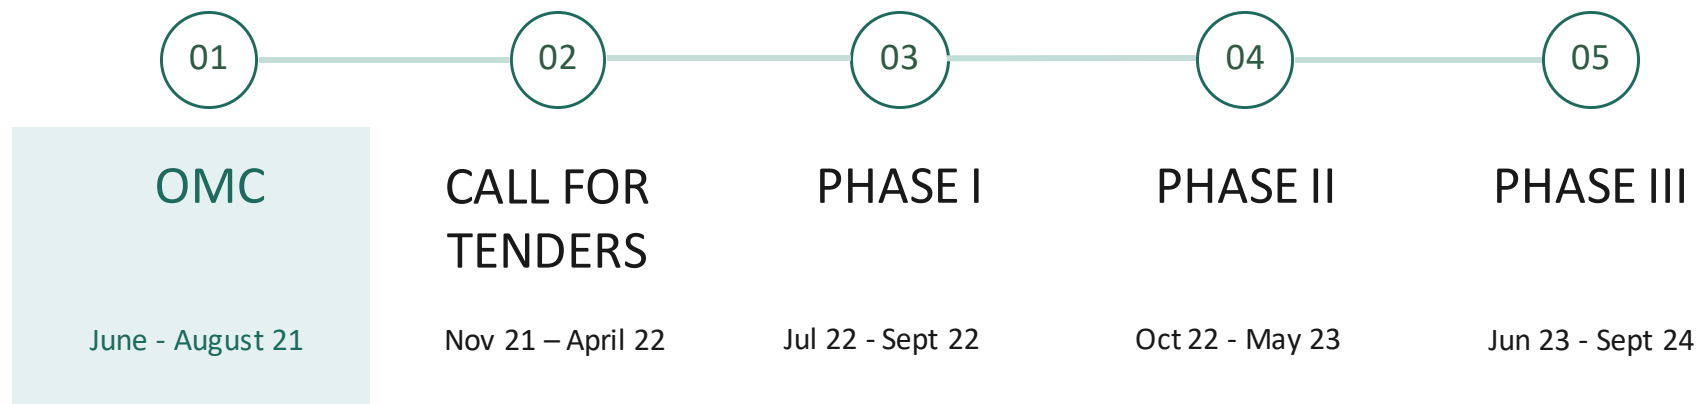 01
02
03
04
05
OMC
CALL FOR
TENDERS
PHASE I
PHASE II
PHASE III
June - August 21
Nov 21 – April 22
Jul 22 - Sept 22
Oct 22 - May 23
Jun 23 - Sept 24